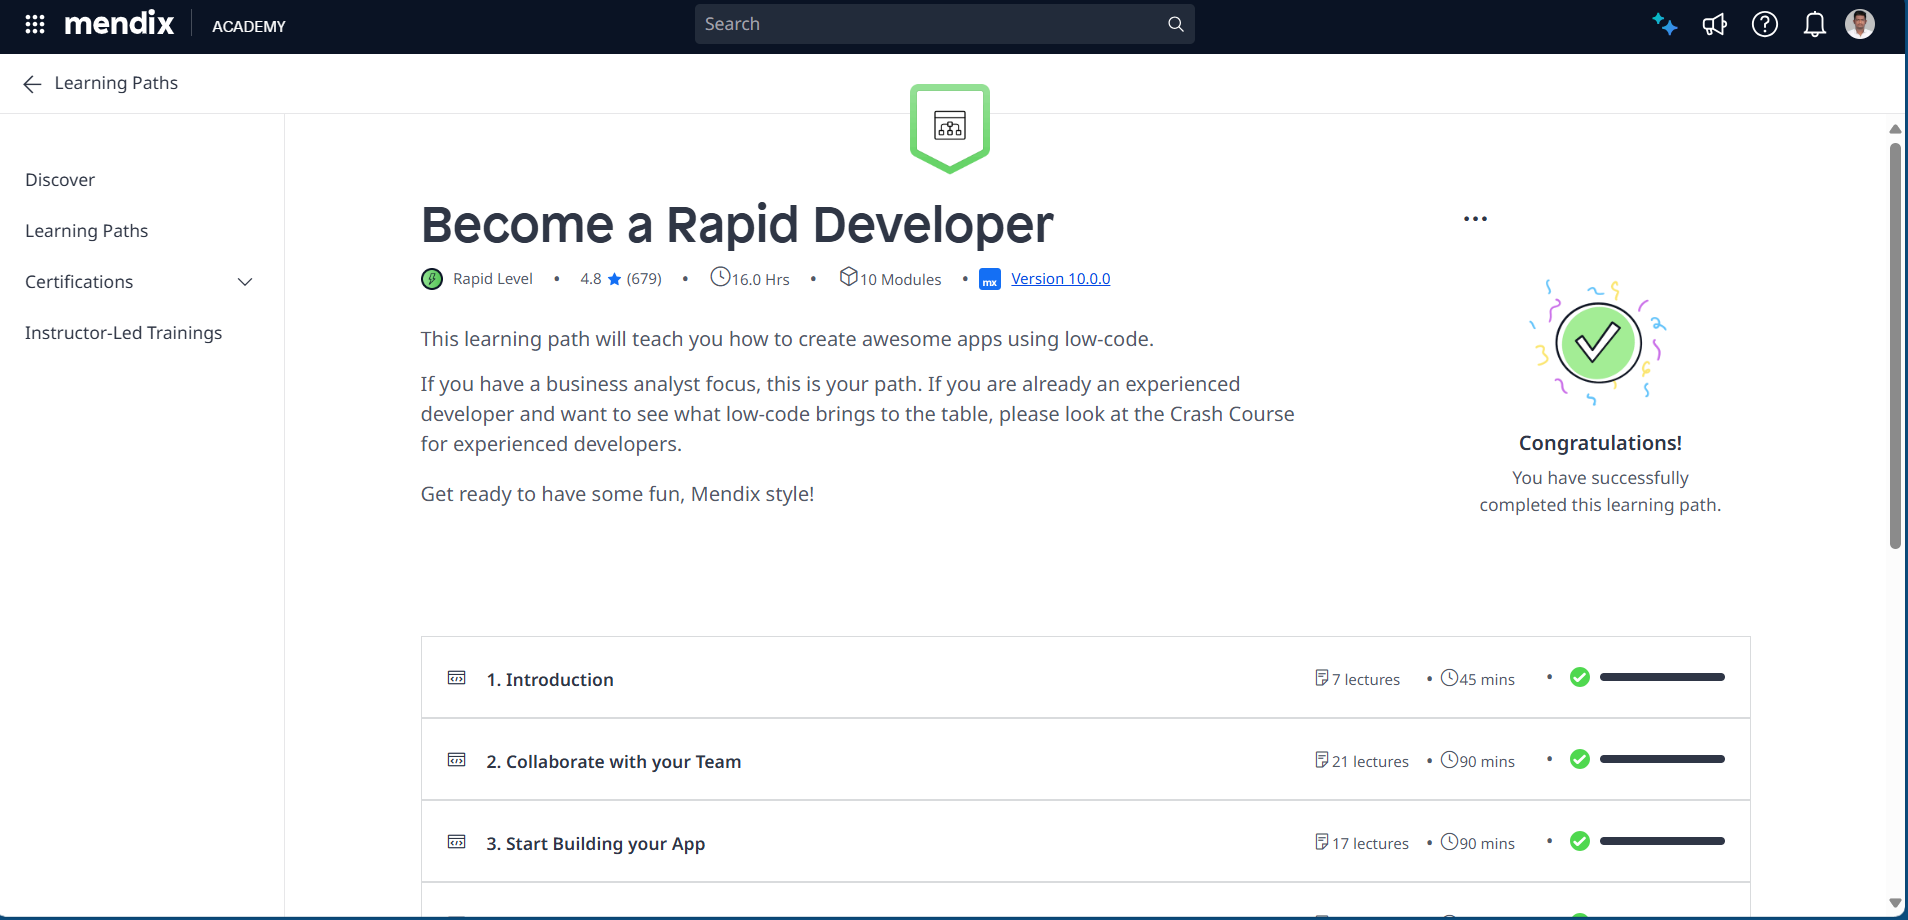 mendix ACADEMY Search
Learning Paths
Discover
Learning Paths
Certifications
Instructor-Led Trainings
Become a Rapid Developer
Rapid Level • 4.8 (679) • 16.0 Hrs • 10 Modules • mx Version 10.0.0
This learning path will teach you how to create awesome apps using low-code.
If you have a business analyst focus, this is your path. If you are already an experienced
developer and want to see what low-code brings to the table, please look at the Crash Course
for experienced developers.
Get ready to have some fun, Mendix style!
Congratulations!
You have successfully
completed this learning path.
1. Introduction 7 lectures • 45 mins •
2. Collaborate with your Team 21 lectures • 90 mins •
3. Start Building your App 17 lectures • 90 mins •